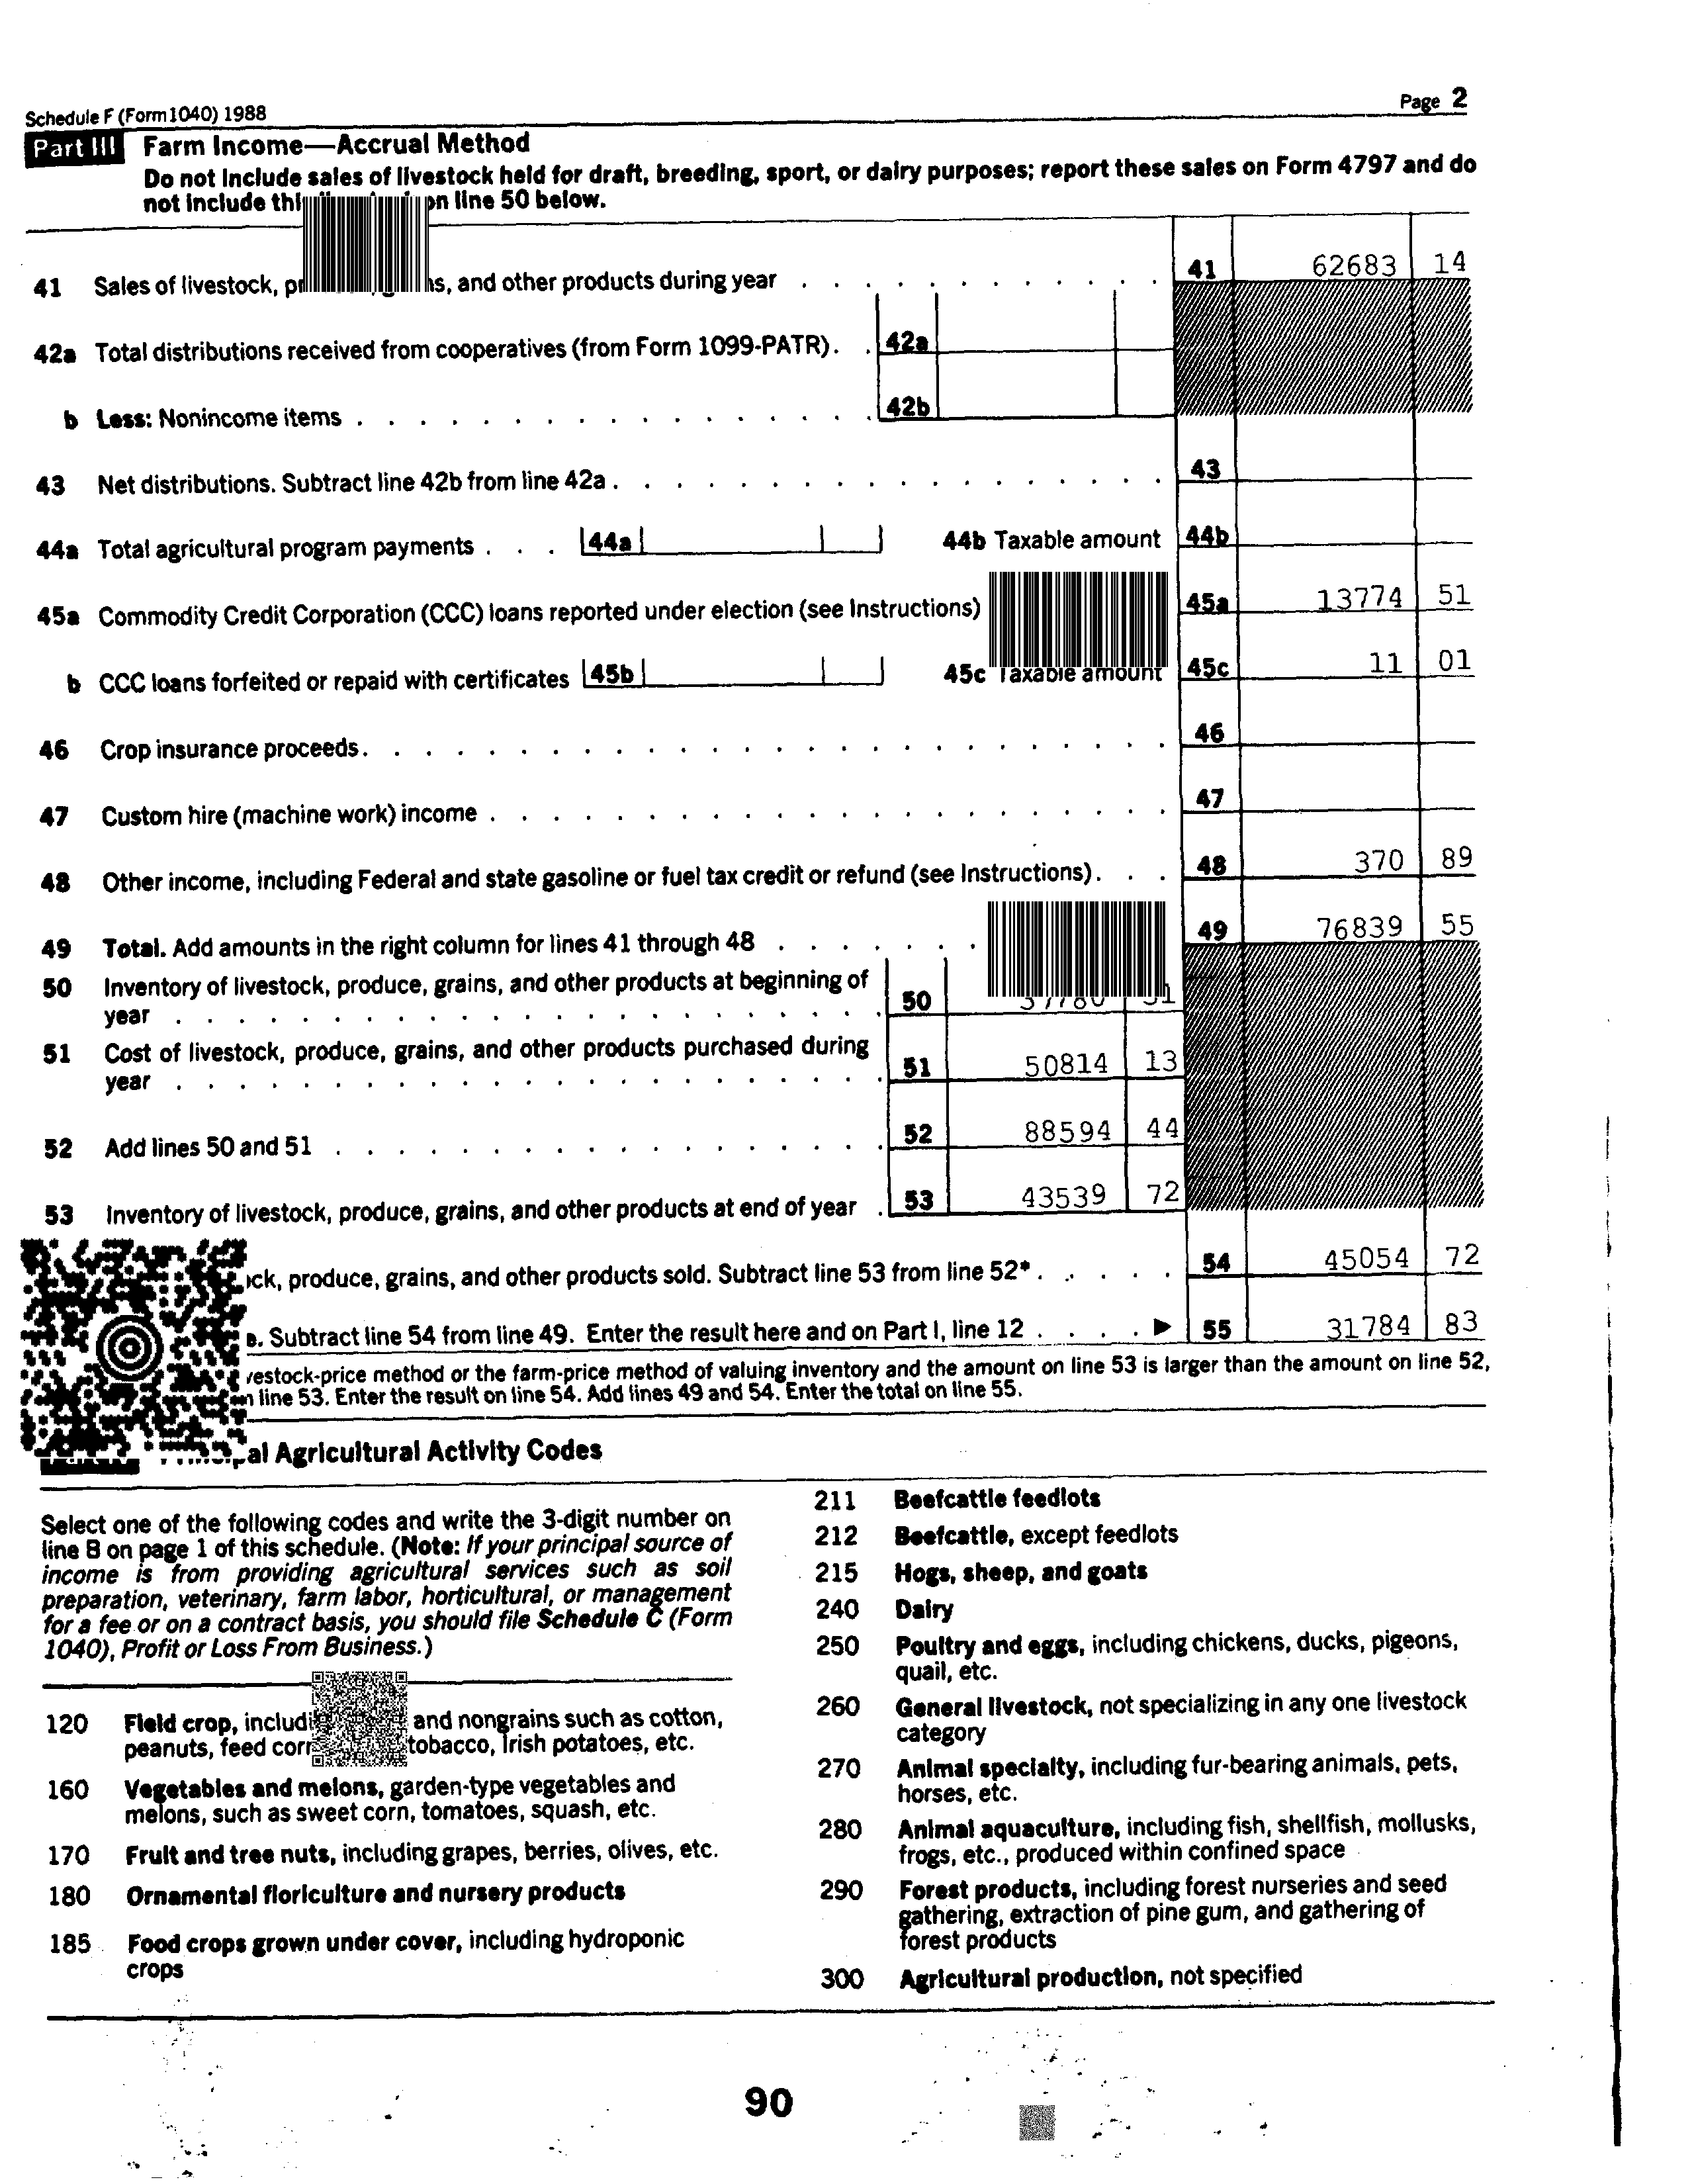 Schedule F (Form 1040) 1988 Page 2
Part III Farm Income—Accrual Method
Do not include sales of livestock held for draft, breeding, sport, or dairy purposes; report these sales on Form 4797 and do
not include on line 50 below.
41 Sales of livestock, and other products during year 41 62683 14
42a Total distributions received from cooperatives (from Form 1099-PATR). 42a
b Less: Nonincome items 42b
43 Net distributions. Subtract line 42b from line 42a. 43
44a Total agricultural program payments 44a 44b Taxable amount 44b
45a Commodity Credit Corporation (CCC) loans reported under election (see Instructions) 45a 13774 51
b CCC loans forfeited or repaid with certificates 45b 45c Taxable amount 45c 11 01
46 Crop insurance proceeds. 46
47 Custom hire (machine work) income 47
48 Other income, including Federal and state gasoline or fuel tax credit or refund (see Instructions). 48 370 89
49 Total. Add amounts in the right column for lines 41 through 48 49 76839 55
50 Inventory of livestock, produce, grains, and other products at beginning of
year 50
51 Cost of livestock, produce, grains, and other products purchased during
year 51 50814 13
52 Add lines 50 and 51 52 88594 44
53 Inventory of livestock, produce, grains, and other products at end of year 53 43539 72
produce, grains, and other products sold. Subtract line 53 from line 52*. 54 45054 72
Subtract line 54 from line 49. Enter the result here and on Part I, line 12 ▶ 55 31784 83
method or the farm-price method of valuing inventory and the amount on line 53 is larger than the amount on line 52,
line 53. Enter the result on line 54. Add lines 49 and 54. Enter the total on line 55.
Agricultural Activity Codes
Select one of the following codes and write the 3-digit number on
line B on page 1 of this schedule. (Note: If your principal source of
income is from providing agricultural services such as soil
preparation, veterinary, farm labor, horticultural, or management
for a fee or on a contract basis, you should file Schedule C (Form
1040), Profit or Loss From Business.)
120 Field crop, and nongrains such as cotton,
peanuts, feed tobacco, Irish potatoes, etc.
160 Vegetables and melons, garden-type vegetables and
melons, such as sweet corn, tomatoes, squash, etc.
170 Fruit and tree nuts, including grapes, berries, olives, etc.
180 Ornamental floriculture and nursery products
185 Food crops grown under cover, including hydroponic
crops
211 Beefcattle feedlots
212 Beefcattle, except feedlots
215 Hogs, sheep, and goats
240 Dairy
250 Poultry and eggs, including chickens, ducks, pigeons,
quail, etc.
260 General livestock, not specializing in any one livestock
category
270 Animal specialty, including fur-bearing animals, pets,
horses, etc.
280 Animal aquaculture, including fish, shellfish, mollusks,
frogs, etc., produced within confined space
290 Forest products, including forest nurseries and seed
gathering, extraction of pine gum, and gathering of
forest products
300 Agricultural production, not specified
90